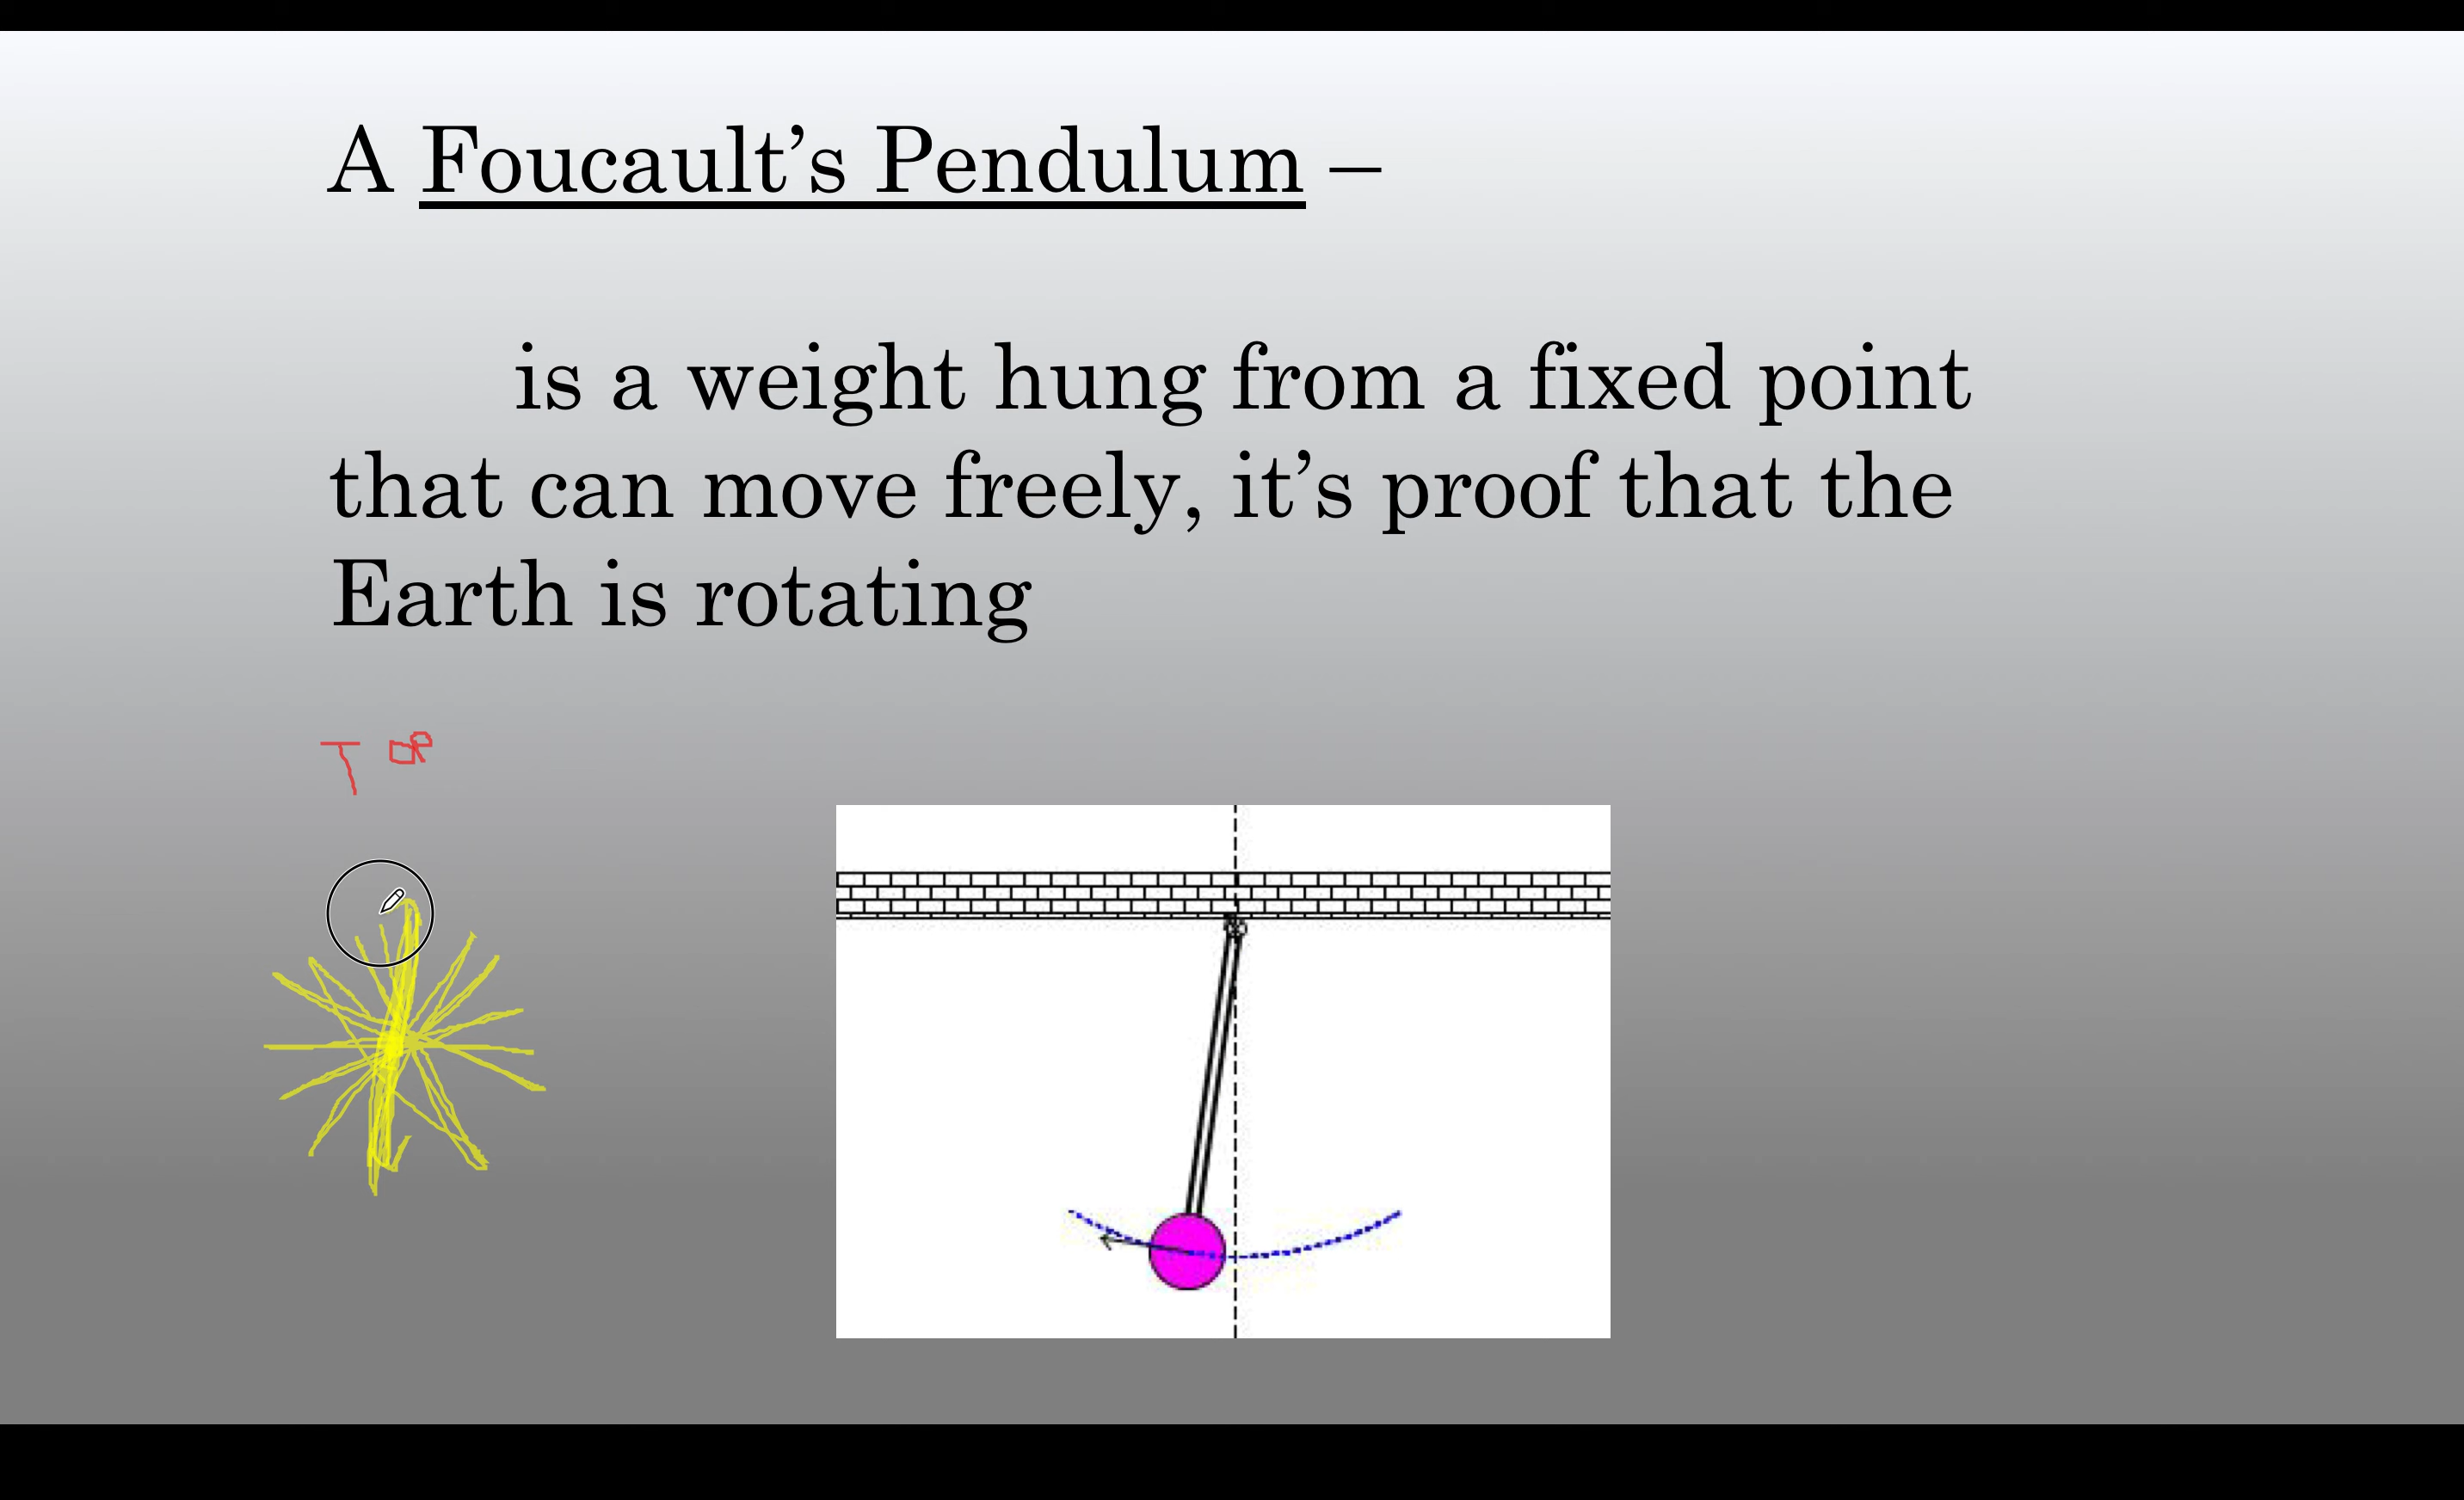 A Foucault’s Pendulum –
is a weight hung from a fixed point
that can move freely, it’s proof that the
Earth is rotating